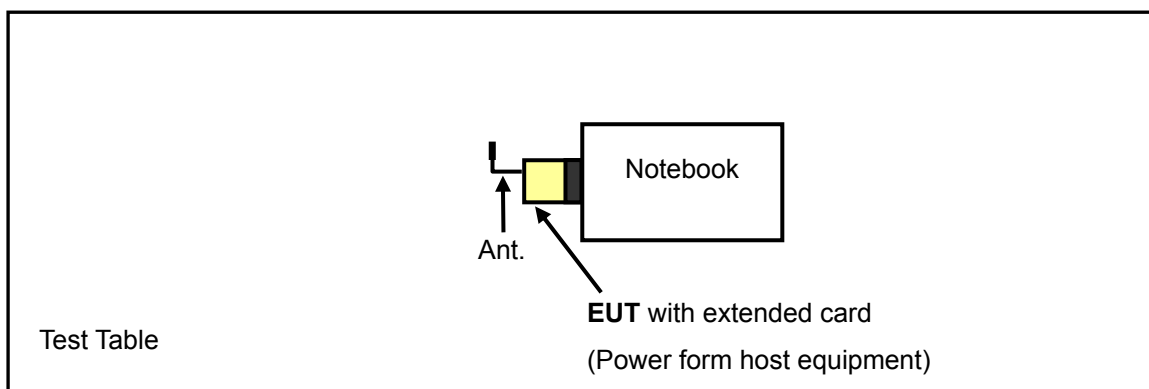 Notebook
Ant.
EUT with extended card
(Power form host equipment)
Test Table